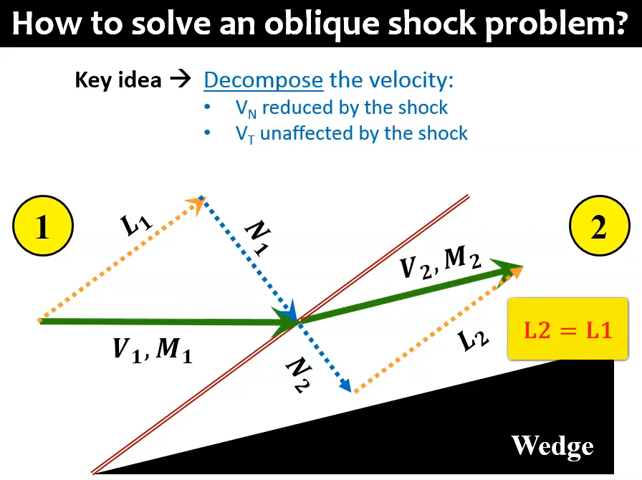 How to solve an oblique shock problem?
Key idea → Decompose the velocity:
• V_N reduced by the shock
• V_T unaffected by the shock
1
L₁
N₁
2
V₂, M₂
L2 = L1
V₁, M₁
N₂
L₂
Wedge